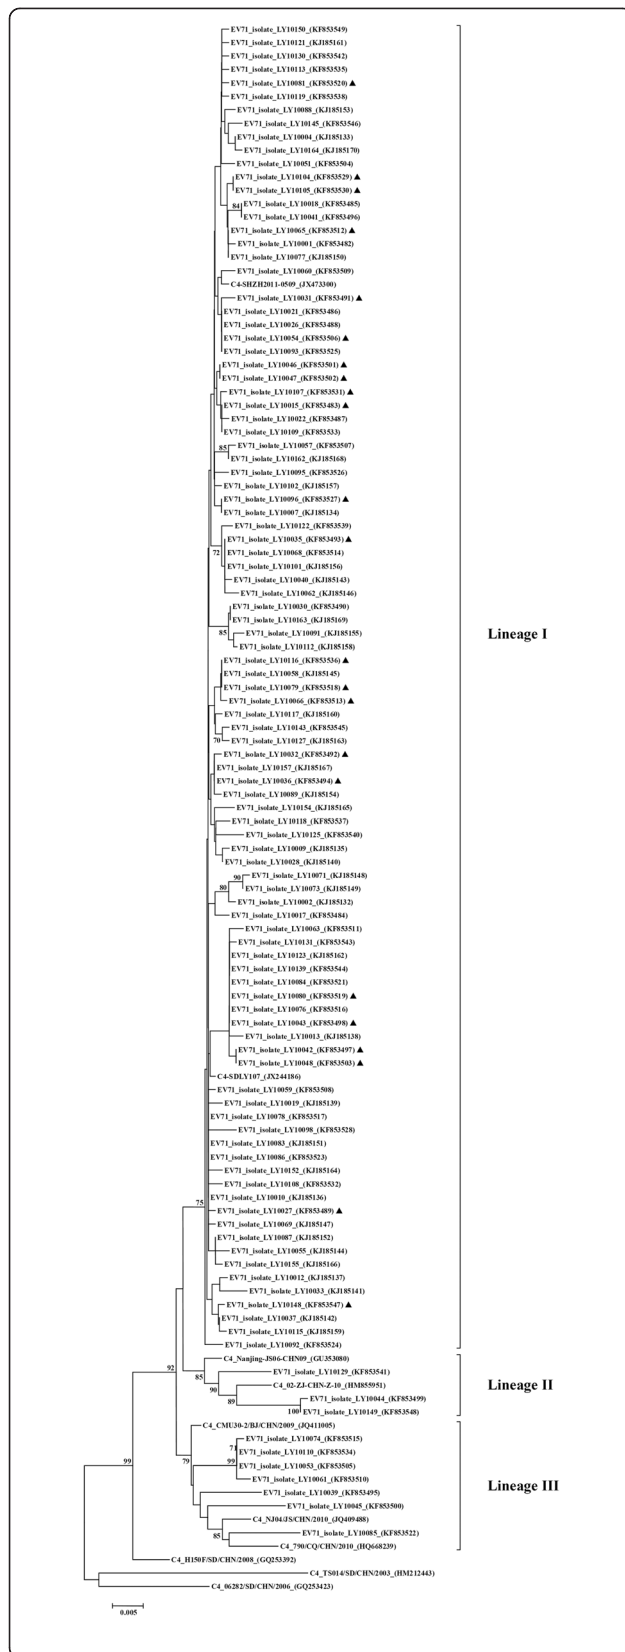 EV71_isolate_LY10150_(KF853549)
EV71_isolate_LY10121_(KJ185161)
EV71_isolate_LY10130_(KF853542)
EV71_isolate_LY10113_(KF853535)
EV71_isolate_LY10081_(KF853520)▲
EV71_isolate_LY10119_(KF853538)
EV71_isolate_LY10088_(KJ185153)
EV71_isolate_LY10145_(KF853546)
EV71_isolate_LY10004_(KJ185133)
EV71_isolate_LY10164_(KJ185170)
EV71_isolate_LY10051_(KF853504)
EV71_isolate_LY10104_(KF853529)▲
EV71_isolate_LY10105_(KF853530)▲
84
EV71_isolate_LY10018_(KF853485)
EV71_isolate_LY10041_(KF853496)
EV71_isolate_LY10065_(KF853512)▲
EV71_isolate_LY10001_(KF853482)
EV71_isolate_LY10077_(KJ185150)
EV71_isolate_LY10060_(KF853509)
C4-SHZH2011-0509_(JX473300)
EV71_isolate_LY10031_(KF853491)▲
EV71_isolate_LY10021_(KF853486)
EV71_isolate_LY10026_(KF853488)
EV71_isolate_LY10054_(KF853506)▲
EV71_isolate_LY10093_(KF853525)
EV71_isolate_LY10046_(KF853501)▲
EV71_isolate_LY10047_(KF853502)▲
EV71_isolate_LY10107_(KF853531)▲
EV71_isolate_LY10015_(KF853483)▲
EV71_isolate_LY10022_(KF853487)
EV71_isolate_LY10109_(KF853533)
85
EV71_isolate_LY10057_(KF853507)
EV71_isolate_LY10162_(KJ185168)
EV71_isolate_LY10095_(KF853526)
EV71_isolate_LY10102_(KJ185157)
EV71_isolate_LY10096_(KF853527)▲
EV71_isolate_LY10007_(KJ185134)
EV71_isolate_LY10122_(KF853539)
EV71_isolate_LY10035_(KF853493)▲
72
EV71_isolate_LY10068_(KF853514)
EV71_isolate_LY10101_(KJ185156)
EV71_isolate_LY10040_(KJ185143)
EV71_isolate_LY10062_(KJ185146)
EV71_isolate_LY10030_(KF853490)
EV71_isolate_LY10163_(KJ185169)
85
EV71_isolate_LY10091_(KJ185155)
Lineage I
EV71_isolate_LY10112_(KJ185158)
EV71_isolate_LY10116_(KF853536)▲
EV71_isolate_LY10058_(KJ185145)
EV71_isolate_LY10079_(KF853518)▲
EV71_isolate_LY10066_(KF853513)▲
EV71_isolate_LY10117_(KJ185160)
EV71_isolate_LY10143_(KF853545)
70
EV71_isolate_LY10127_(KJ185163)
EV71_isolate_LY10032_(KF853492)▲
EV71_isolate_LY10157_(KJ185167)
EV71_isolate_LY10036_(KF853494)▲
EV71_isolate_LY10089_(KJ185154)
EV71_isolate_LY10154_(KJ185165)
EV71_isolate_LY10118_(KF853537)
EV71_isolate_LY10125_(KF853540)
EV71_isolate_LY10009_(KJ185135)
EV71_isolate_LY10028_(KJ185140)
90
EV71_isolate_LY10071_(KJ185148)
80
EV71_isolate_LY10073_(KJ185149)
EV71_isolate_LY10002_(KJ185132)
EV71_isolate_LY10017_(KF853484)
EV71_isolate_LY10063_(KF853511)
EV71_isolate_LY10131_(KF853543)
EV71_isolate_LY10123_(KJ185162)
EV71_isolate_LY10139_(KF853544)
EV71_isolate_LY10084_(KF853521)
EV71_isolate_LY10080_(KF853519)▲
EV71_isolate_LY10076_(KF853516)
EV71_isolate_LY10043_(KF853498)▲
EV71_isolate_LY10013_(KJ185138)
EV71_isolate_LY10042_(KF853497)▲
EV71_isolate_LY10048_(KF853503)▲
C4-SDLY107_(JX244186)
EV71_isolate_LY10059_(KF853508)
EV71_isolate_LY10019_(KJ185139)
EV71_isolate_LY10078_(KF853517)
EV71_isolate_LY10098_(KF853528)
EV71_isolate_LY10083_(KJ185151)
EV71_isolate_LY10086_(KF853523)
EV71_isolate_LY10152_(KJ185164)
EV71_isolate_LY10108_(KF853532)
75
EV71_isolate_LY10010_(KJ185136)
EV71_isolate_LY10027_(KF853489)▲
EV71_isolate_LY10069_(KJ185147)
EV71_isolate_LY10087_(KJ185152)
EV71_isolate_LY10055_(KJ185144)
EV71_isolate_LY10155_(KJ185166)
EV71_isolate_LY10012_(KJ185137)
EV71_isolate_LY10033_(KJ185141)
EV71_isolate_LY10148_(KF853547)▲
EV71_isolate_LY10037_(KJ185142)
EV71_isolate_LY10115_(KJ185159)
EV71_isolate_LY10092_(KF853524)
92
C4_Nanjing-JS06-CHN09_(GU353080)
85
EV71_isolate_LY10129_(KF853541)
Lineage II
90
C4_02-ZJ-CHN-Z-10_(HM855951)
89
EV71_isolate_LY10044_(KF853499)
100
EV71_isolate_LY10149_(KF853548)
C4_CMU30-2/BJ/CHN/2009_(JQ411005)
EV71_isolate_LY10074_(KF853515)
71
EV71_isolate_LY10110_(KF853534)
79
99
99
EV71_isolate_LY10053_(KF853505)
EV71_isolate_LY10061_(KF853510)
Lineage III
EV71_isolate_LY10039_(KF853495)
EV71_isolate_LY10045_(KF853500)
C4_NJ04/JS/CHN/2010_(JQ409488)
85
EV71_isolate_LY10085_(KF853522)
C4_790/CQ/CHN/2010_(HQ668239)
C4_H150F/SD/CHN/2008_(GQ253392)
C4_TS014/SD/CHN/2003_(HM212443)
C4_06282/SD/CHN/2006_(GQ253423)
0.005